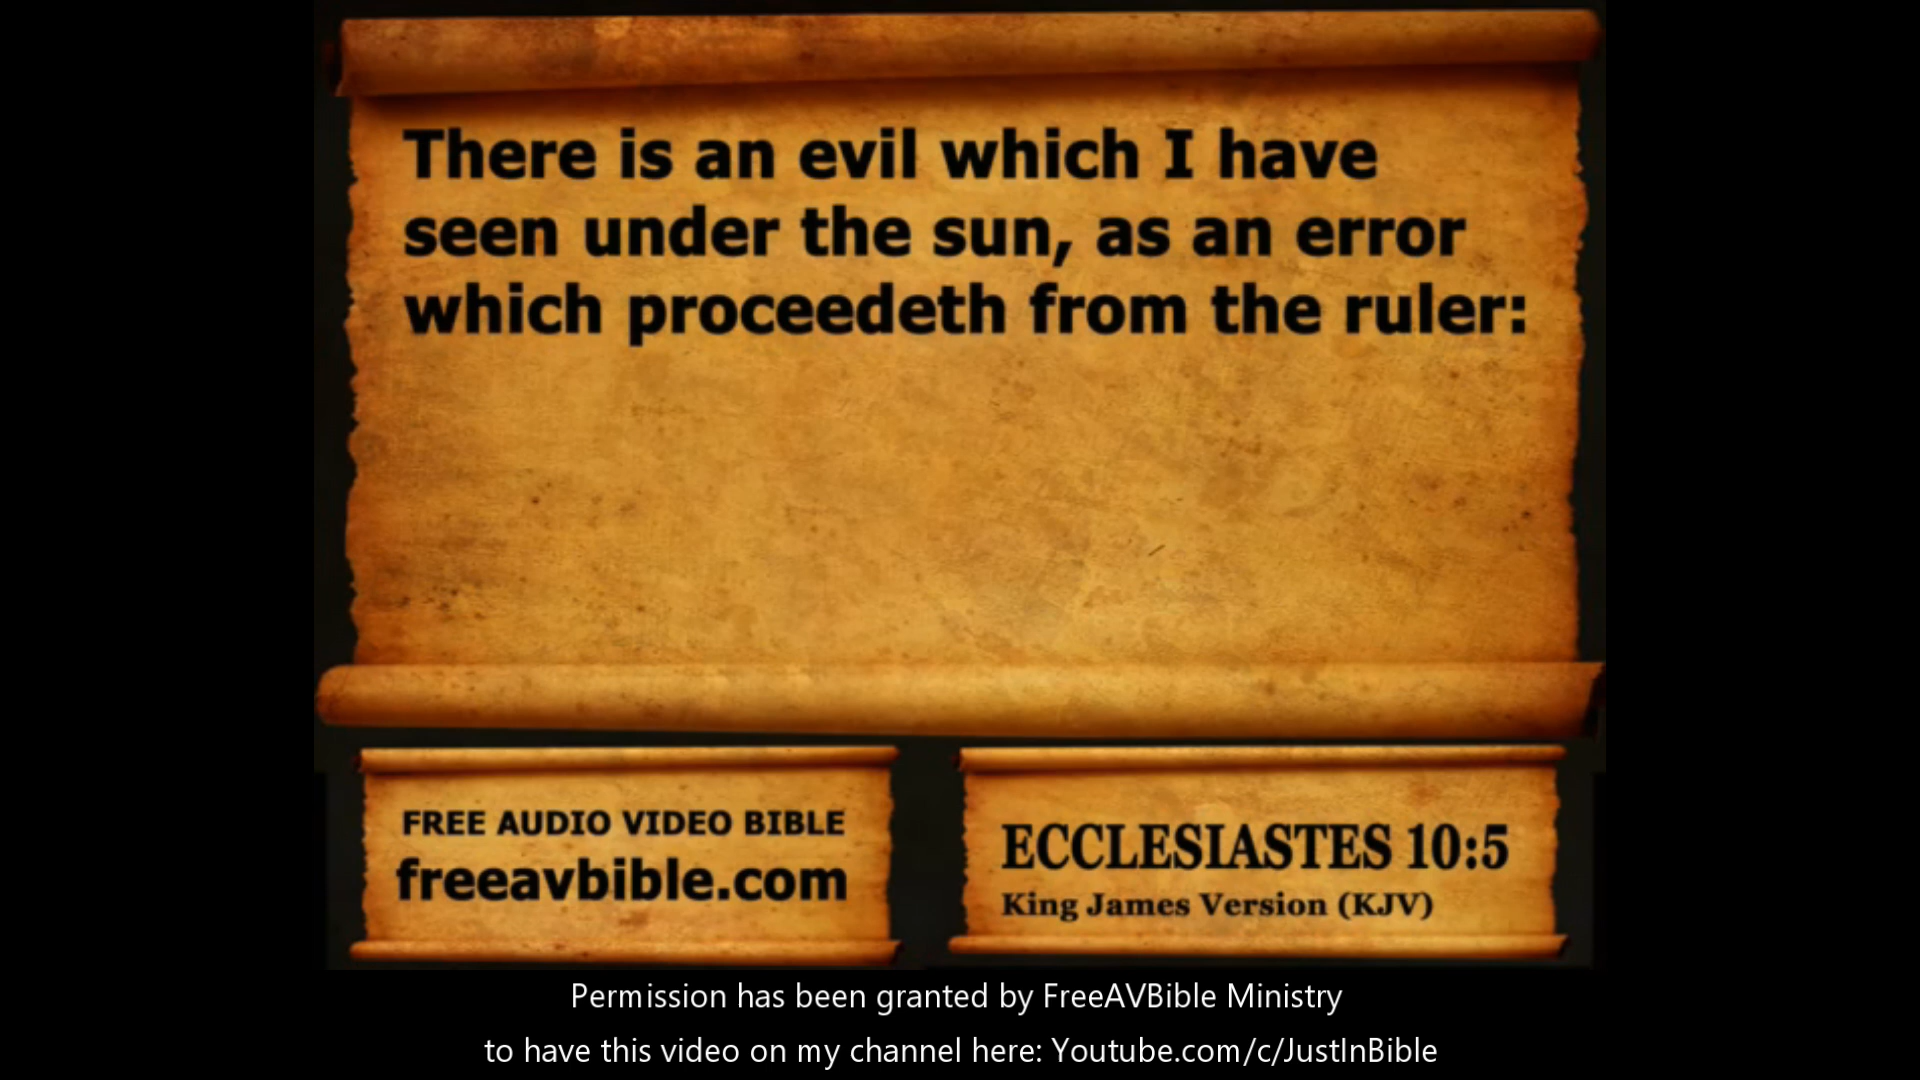 There is an evil which I have
seen under the sun, as an error
which proceedeth from the ruler:
FREE AUDIO VIDEO BIBLE
freeavbible.com
ECCLESIASTES 10:5
King James Version (KJV)
Permission has been granted by FreeAVBible Ministry
to have this video on my channel here: Youtube.com/c/JustInBible